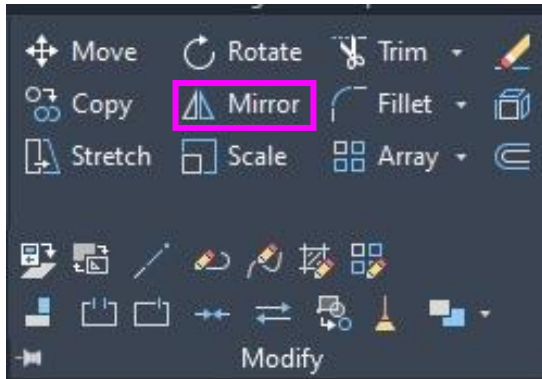 Move Rotate Trim
Copy Mirror Fillet
Stretch Scale Array
Modify